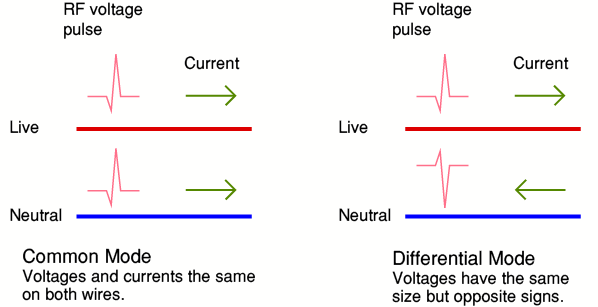 RF voltage
pulse
Current
Live
Neutral
Common Mode
Voltages and currents the same
on both wires.
RF voltage
pulse
Current
Live
Neutral
Differential Mode
Voltages have the same
size but opposite signs.